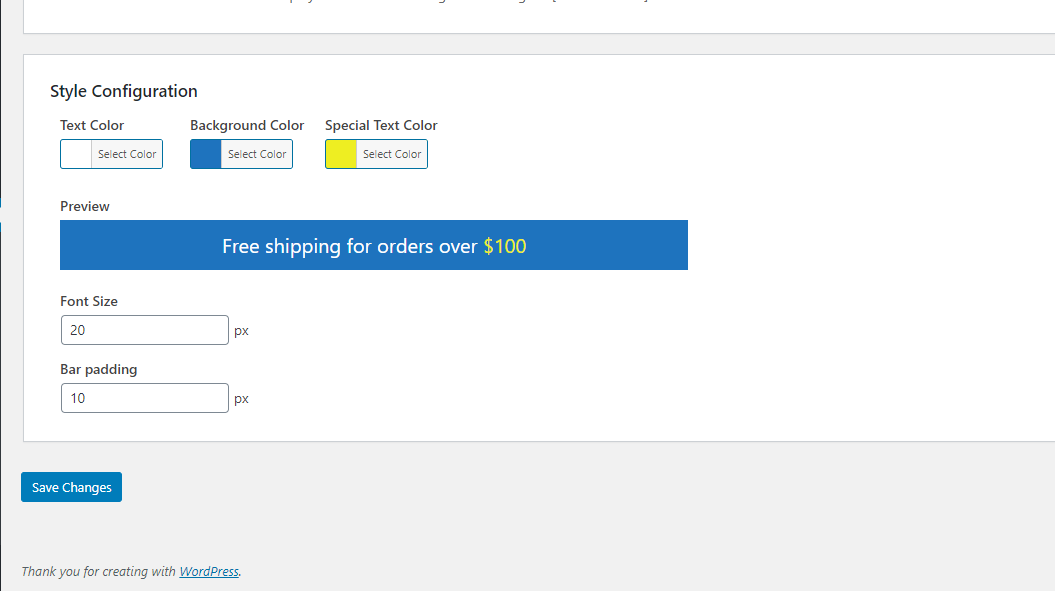 Style Configuration
Text Color Background Color Special Text Color
Select Color Select Color Select Color
Preview
Free shipping for orders over $100
Font Size
20 px
Bar padding
10 px
Save Changes
Thank you for creating with WordPress.